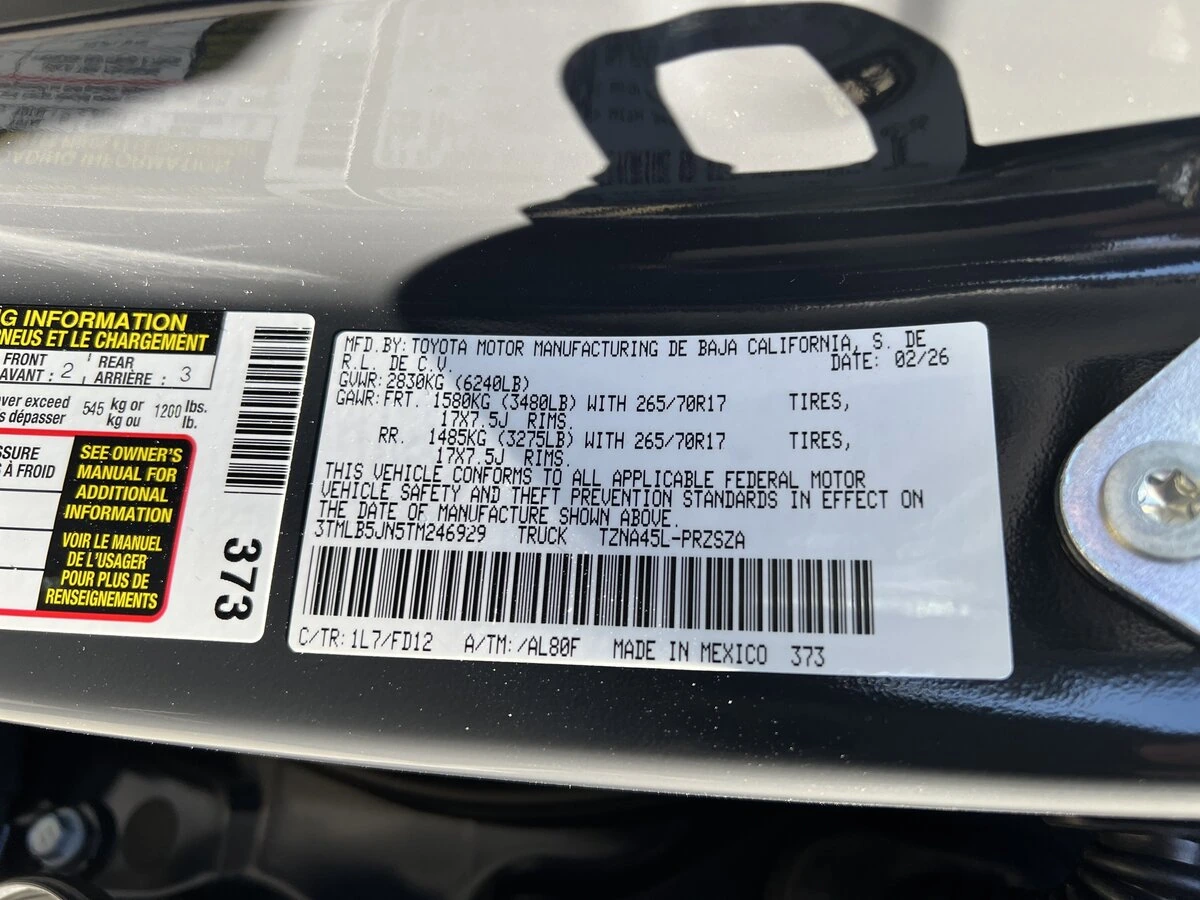 G INFORMATION
PNEUS ET LE CHARGEMENT
FRONT
REAR
AVANT : 2
ARRIÈRE : 3
ver exceed
545 kg or 1200 lbs.
s dépasser
kg ou lb.
SSURE
À FROID
SEE OWNER'S
MANUAL FOR
ADDITIONAL
INFORMATION
VOIR LE MANUEL
DE L'USAGER
POUR PLUS DE
RENSEIGNEMENTS
373
MFD.BY:TOYOTA MOTOR MANUFACTURING DE BAJA CALIFORNIA, S. DE
R.L. DE C.V. DATE: 02/26
GVWR:2830KG (6240LB)
GAWR:FRT. 1580KG (3480LB) WITH 265/70R17 TIRES,
17X7.5J RIMS.
RR. 1485KG (3275LB) WITH 265/70R17 TIRES,
17X7.5J RIMS.
THIS VEHICLE CONFORMS TO ALL APPLICABLE FEDERAL MOTOR
VEHICLE SAFETY AND THEFT PREVENTION STANDARDS IN EFFECT ON
THE DATE OF MANUFACTURE SHOWN ABOVE.
3TMLB5JN5TM246929 TRUCK TZNA45L-PRZSZA
C/TR:1L7/FD12 A/TM:/AL80F MADE IN MEXICO 373